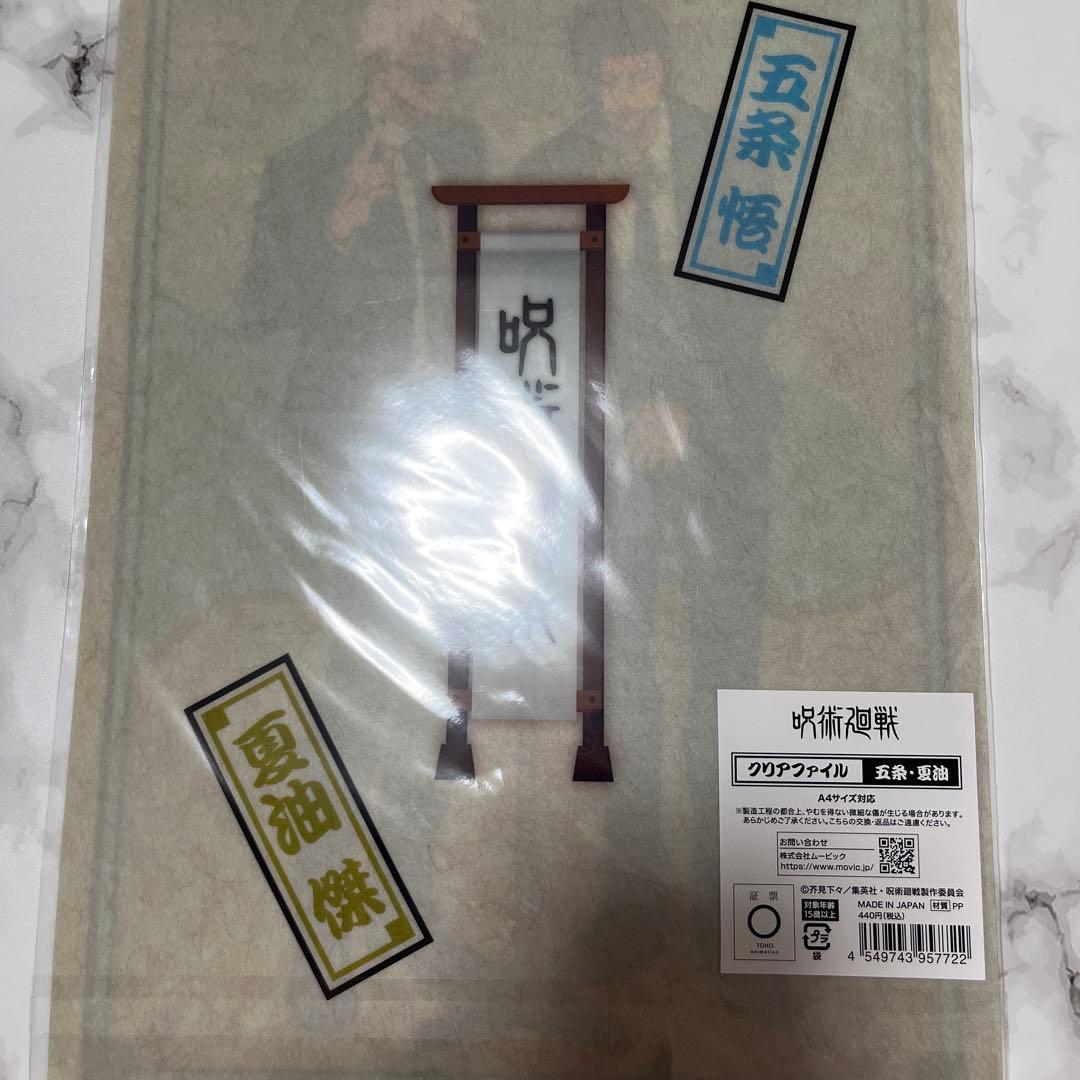 五条 悟
呪術
夏油 傑
呪術廻戦
クリアファイル 五条・夏油
A4サイズ対応
※製造工程の都合上、やむを得ない微細な傷が生じる場合があります。
あらかじめご了承ください。こちらの交換・返品はご遠慮ください。
お問い合わせ
株式会社ムービック
https://www.movic.jp/
©芥見下々／集英社・呪術廻戦製作委員会
証票
TOHO
animation
対象年齢
15歳以上
MADE IN JAPAN 材質 PP
440円(税込)
プラ
袋
4 549743 957722